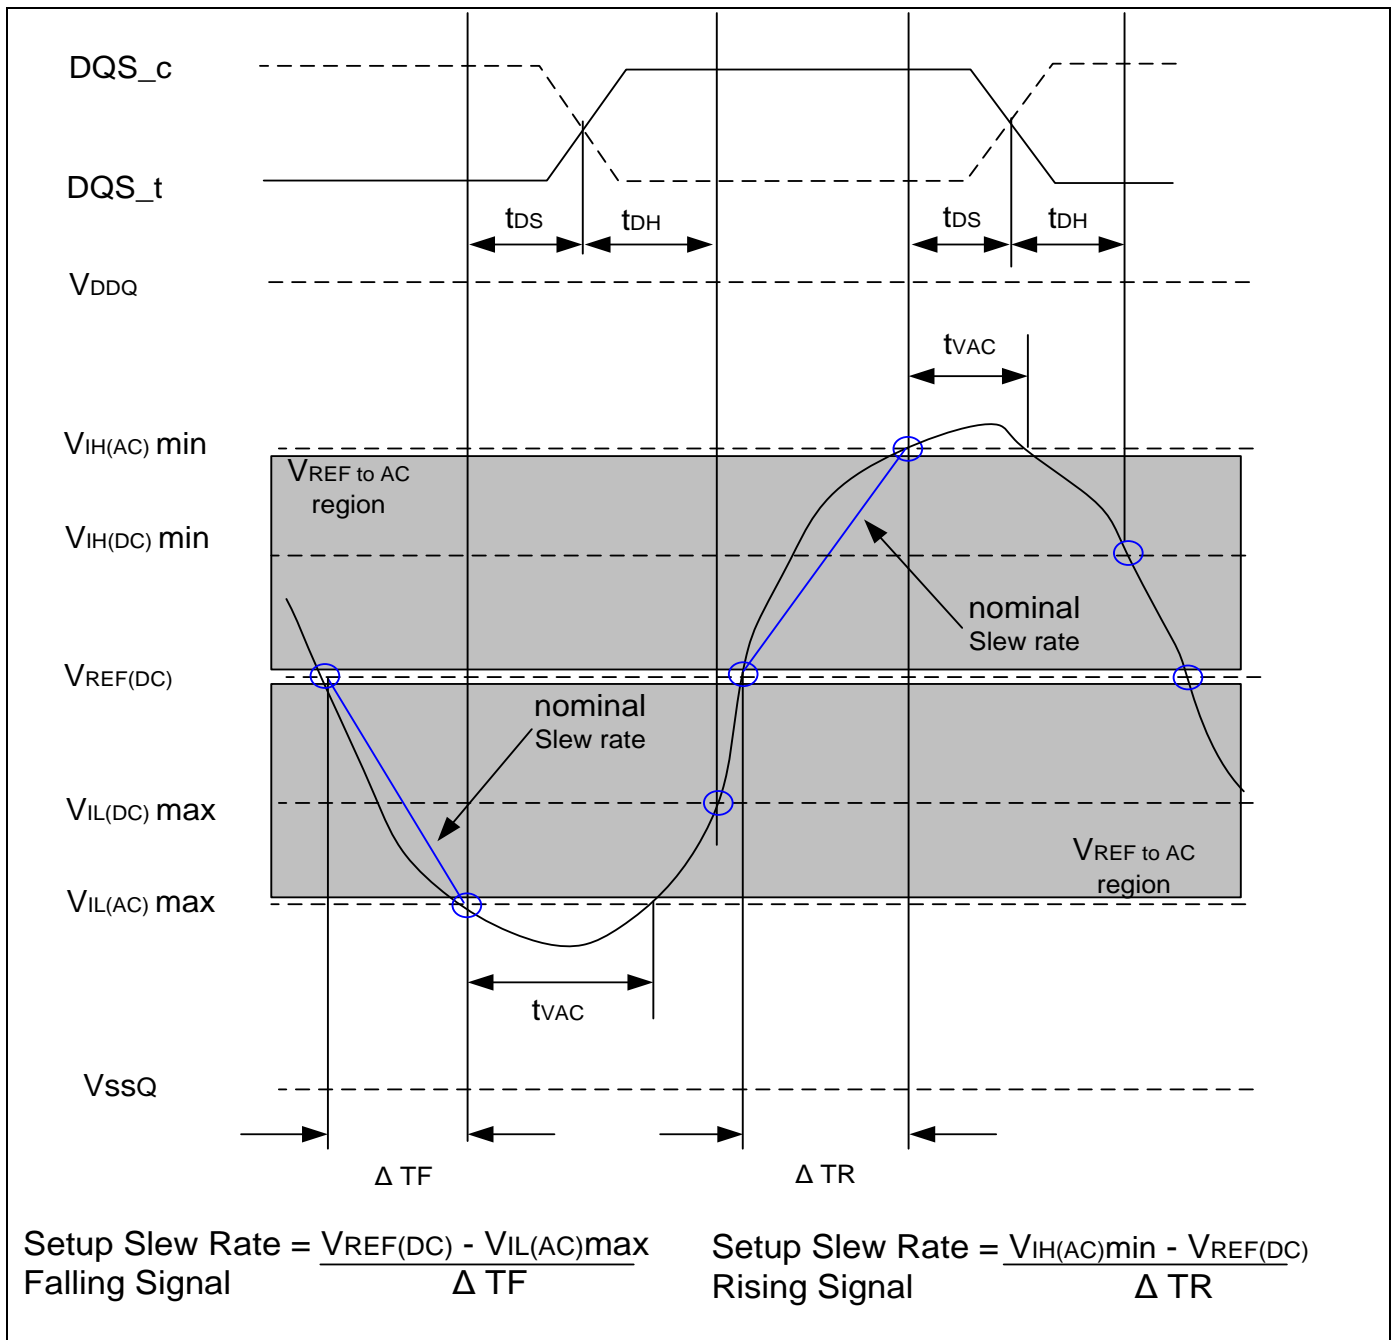 DQS_c
DQS_t
tDS
tDH
tDS
tDH
VDDQ
tVAC
VIH(AC) min
VREF to AC
region
VIH(DC) min
nominal
Slew rate
VREF(DC)
nominal
Slew rate
VIL(DC) max
VREF to AC
region
VIL(AC) max
tVAC
VssQ
Δ TF
Δ TR
Setup Slew Rate = VREF(DC) - VIL(AC)max
Falling Signal Δ TF
Setup Slew Rate = VIH(AC)min - VREF(DC)
Rising Signal Δ TR